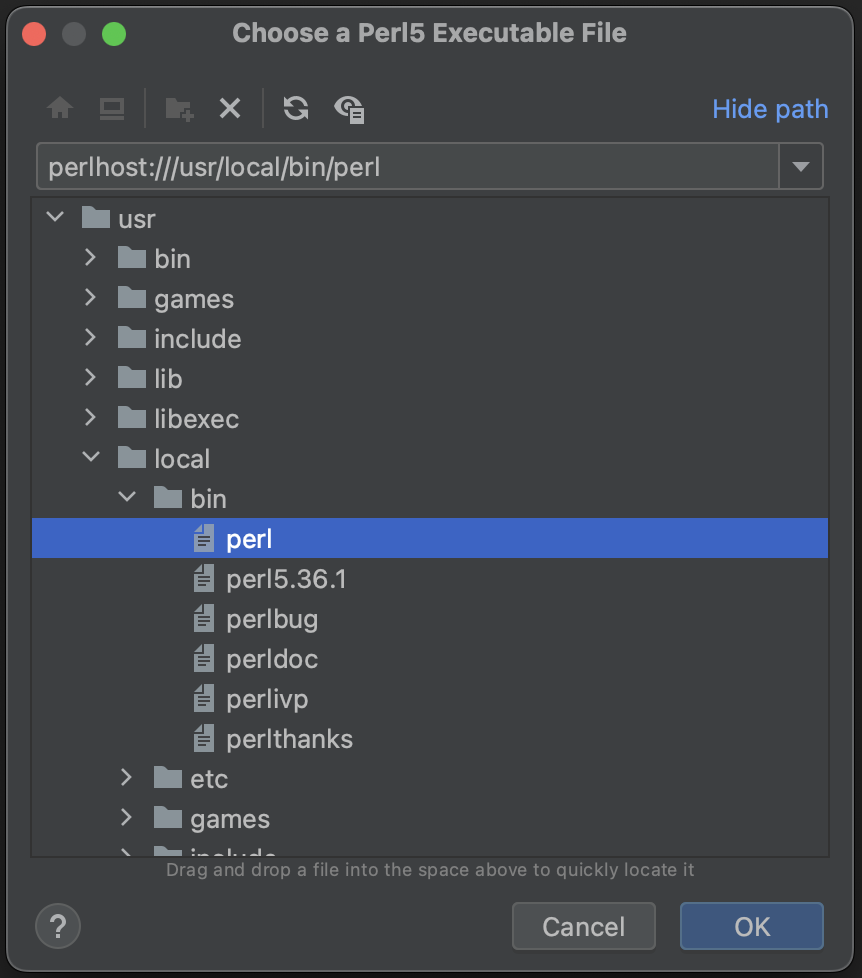 Choose a Perl5 Executable File
Hide path
perlhost:///usr/local/bin/perl
usr
bin
games
include
lib
libexec
local
bin
perl
perl5.36.1
perlbug
perldoc
perlivp
perlthanks
etc
games
include
Drag and drop a file into the space above to quickly locate it
?
Cancel
OK